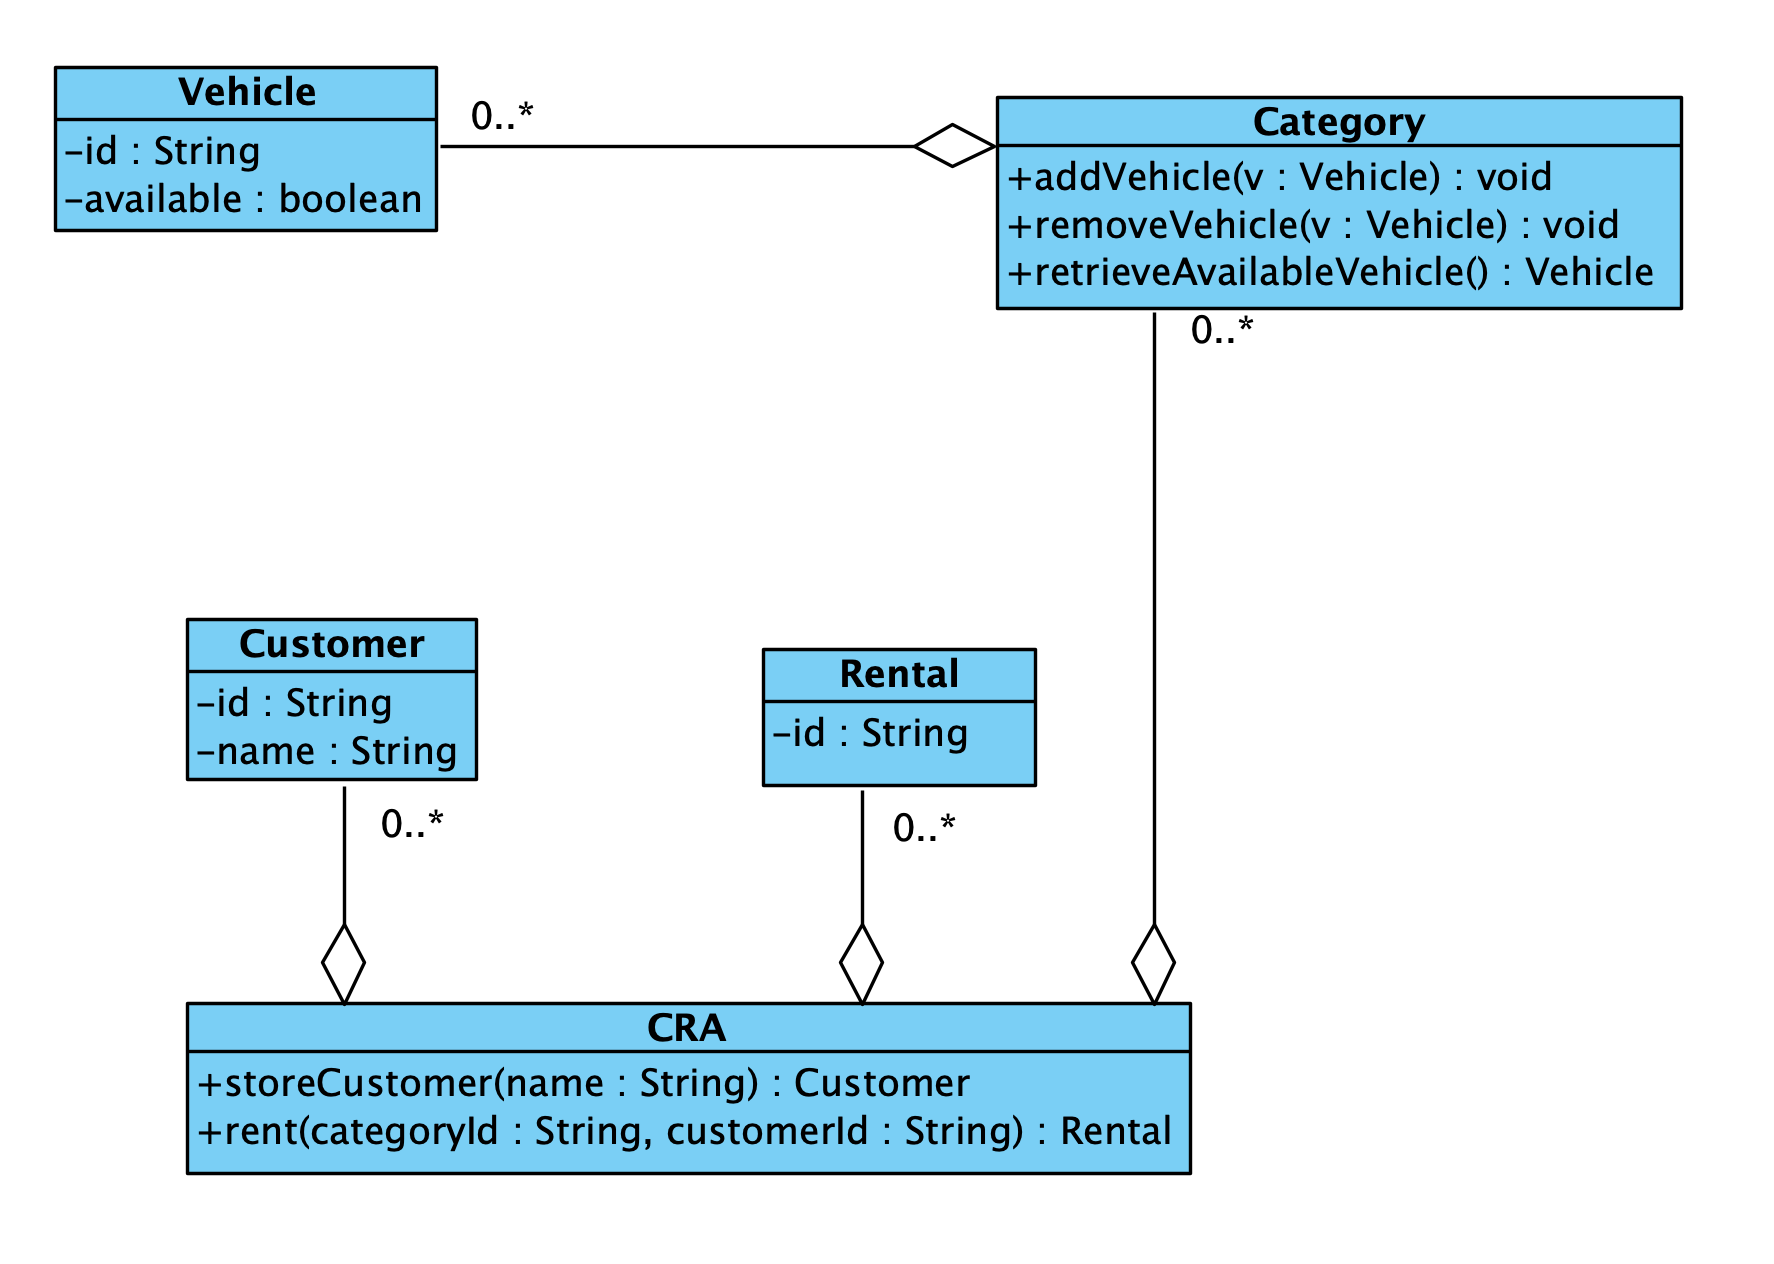 Vehicle
-id : String
-available : boolean
0..*
Category
+addVehicle(v : Vehicle) : void
+removeVehicle(v : Vehicle) : void
+retrieveAvailableVehicle() : Vehicle
0..*
Customer
-id : String
-name : String
0..*
Rental
-id : String
0..*
CRA
+storeCustomer(name : String) : Customer
+rent(categoryId : String, customerId : String) : Rental